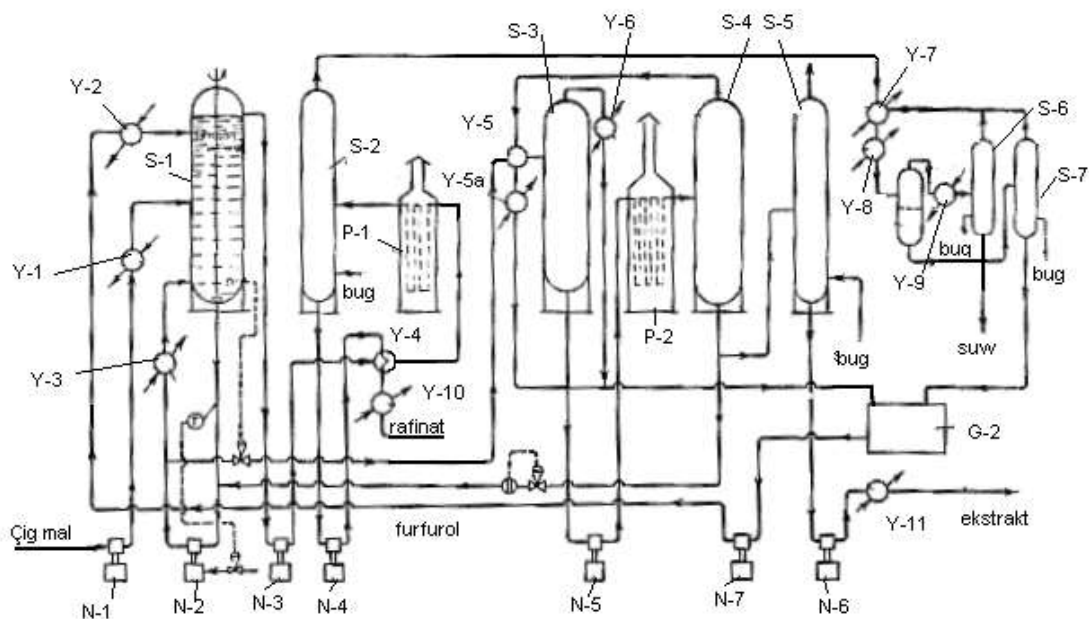 S-3
Y-6
S-4
S-5
Y-7
Y-2
S-6
Y-5
S-2
S-1
S-7
Y-5a
Y-8
P-1
buq
Y-9
bug
Y-1
bug
Y-4
P-2
suw
Y-3
bug
Y-10
rafinat
G-2
Y-11
ekstrakt
furfurol
Çig mal
N-1
N-2
N-3
N-4
N-5
N-7
N-6